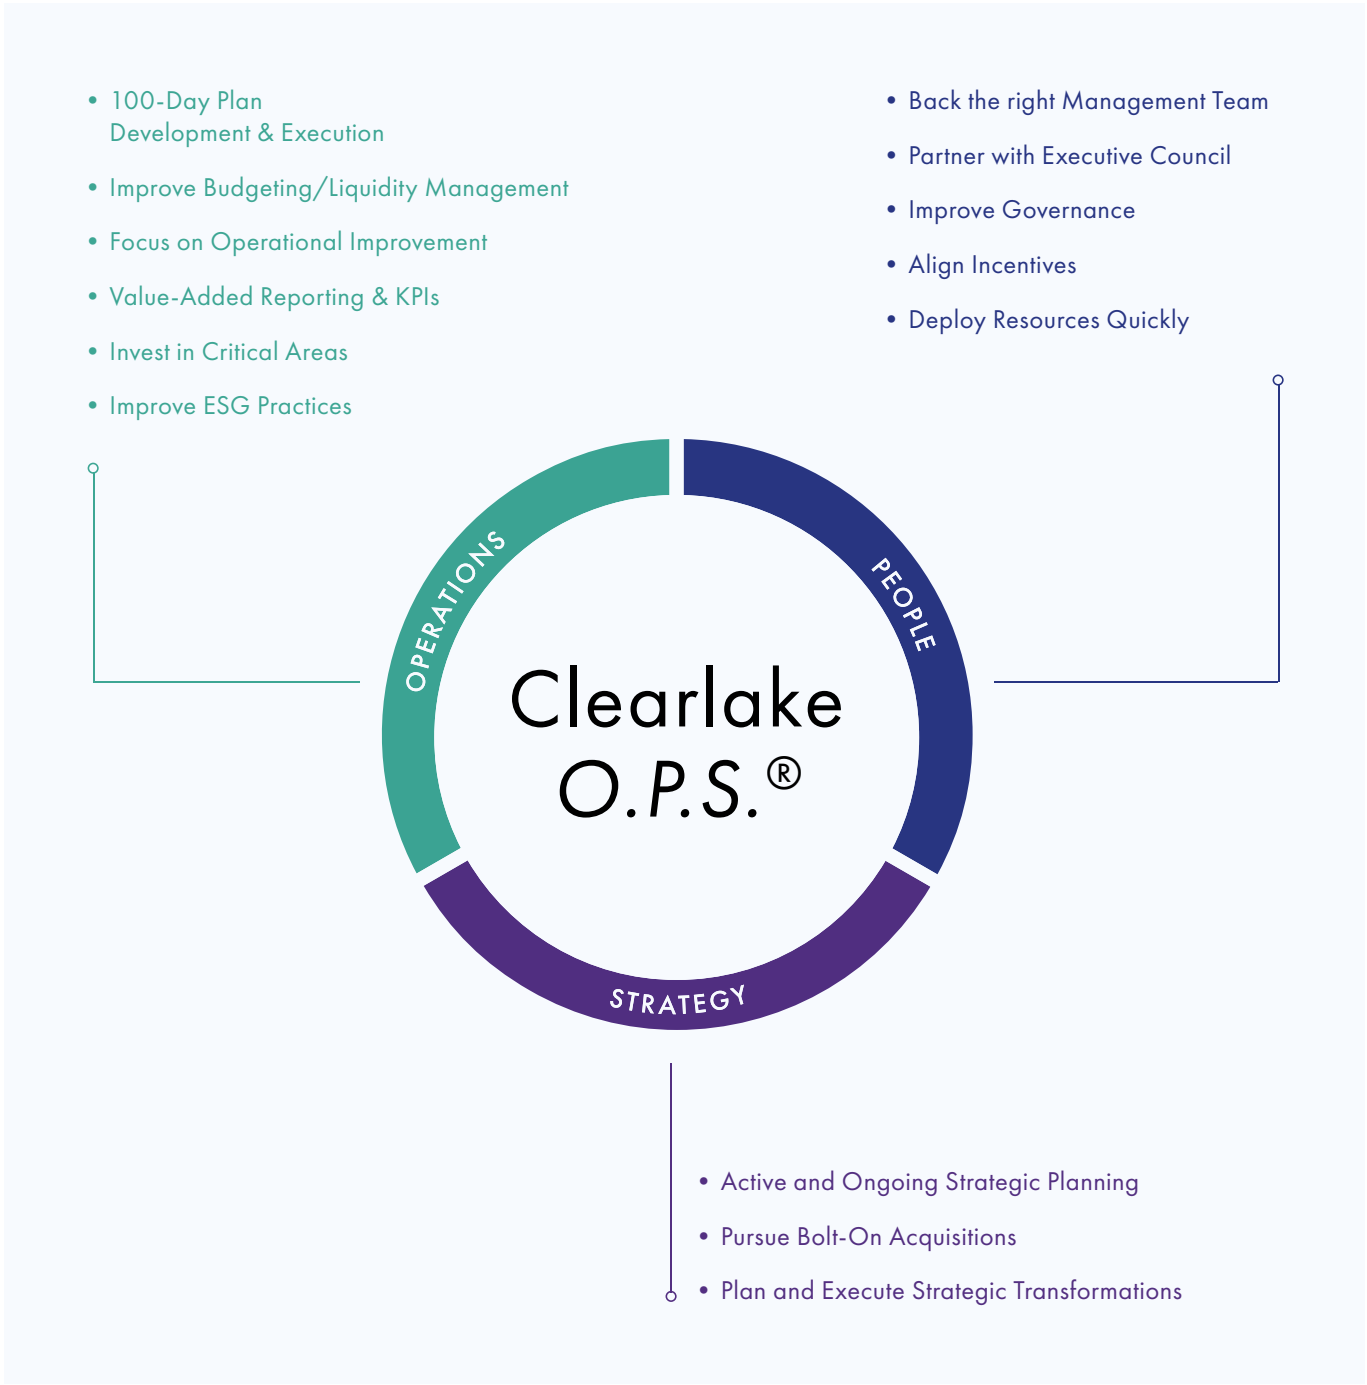 • 100-Day Plan
Development & Execution
• Improve Budgeting/Liquidity Management
• Focus on Operational Improvement
• Value-Added Reporting & KPIs
• Invest in Critical Areas
• Improve ESG Practices
• Back the right Management Team
• Partner with Executive Council
• Improve Governance
• Align Incentives
• Deploy Resources Quickly
OPERATIONS
PEOPLE
Clearlake
O.P.S.®
STRATEGY
• Active and Ongoing Strategic Planning
• Pursue Bolt-On Acquisitions
• Plan and Execute Strategic Transformations